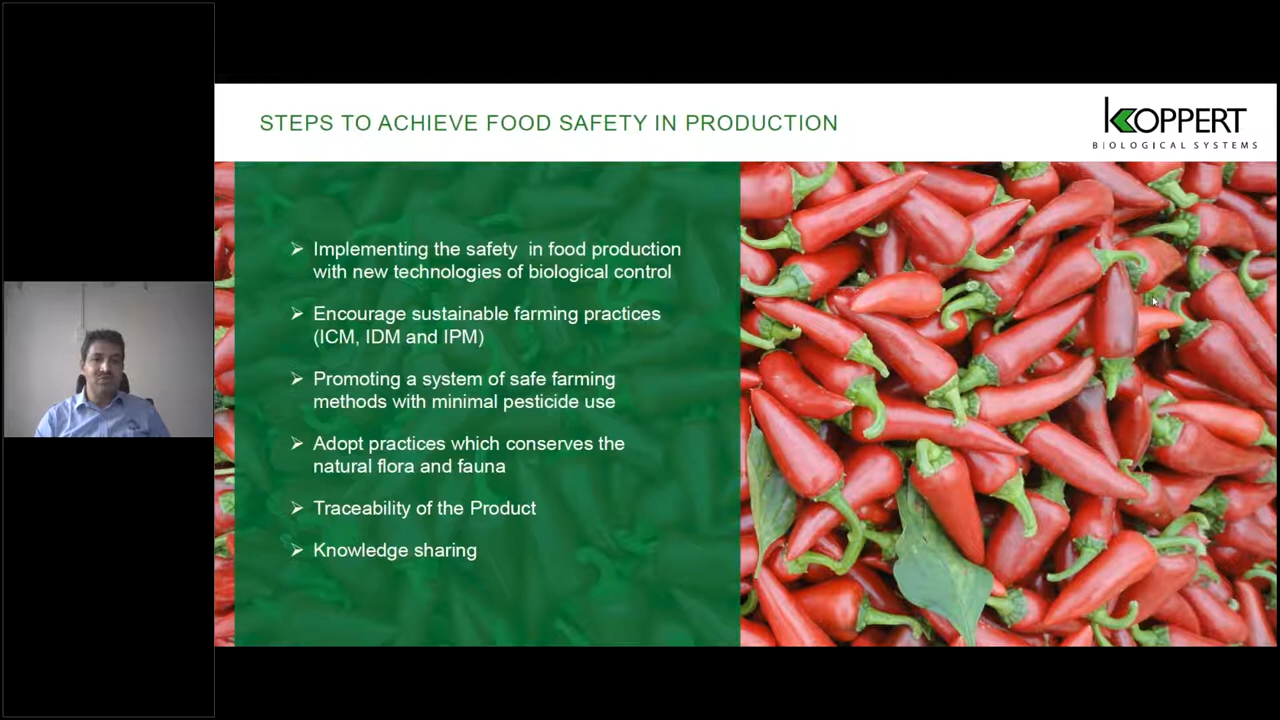 STEPS TO ACHIEVE FOOD SAFETY IN PRODUCTION
KOPPERT
BIOLOGICAL SYSTEMS
➢ Implementing the safety in food production
with new technologies of biological control
➢ Encourage sustainable farming practices
(ICM, IDM and IPM)
➢ Promoting a system of safe farming
methods with minimal pesticide use
➢ Adopt practices which conserves the
natural flora and fauna
➢ Traceability of the Product
➢ Knowledge sharing